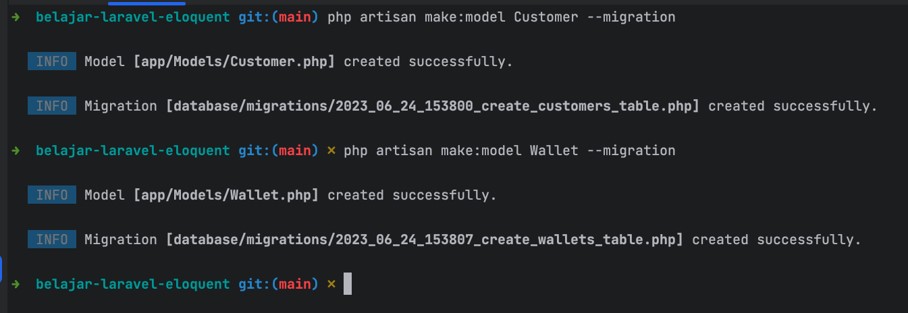 ➜ belajar-laravel-eloquent git:(main) php artisan make:model Customer --migration
INFO Model [app/Models/Customer.php] created successfully.
INFO Migration [database/migrations/2023_06_24_153800_create_customers_table.php] created successfully.
➜ belajar-laravel-eloquent git:(main) ✗ php artisan make:model Wallet --migration
INFO Model [app/Models/Wallet.php] created successfully.
INFO Migration [database/migrations/2023_06_24_153807_create_wallets_table.php] created successfully.
➜ belajar-laravel-eloquent git:(main) ✗